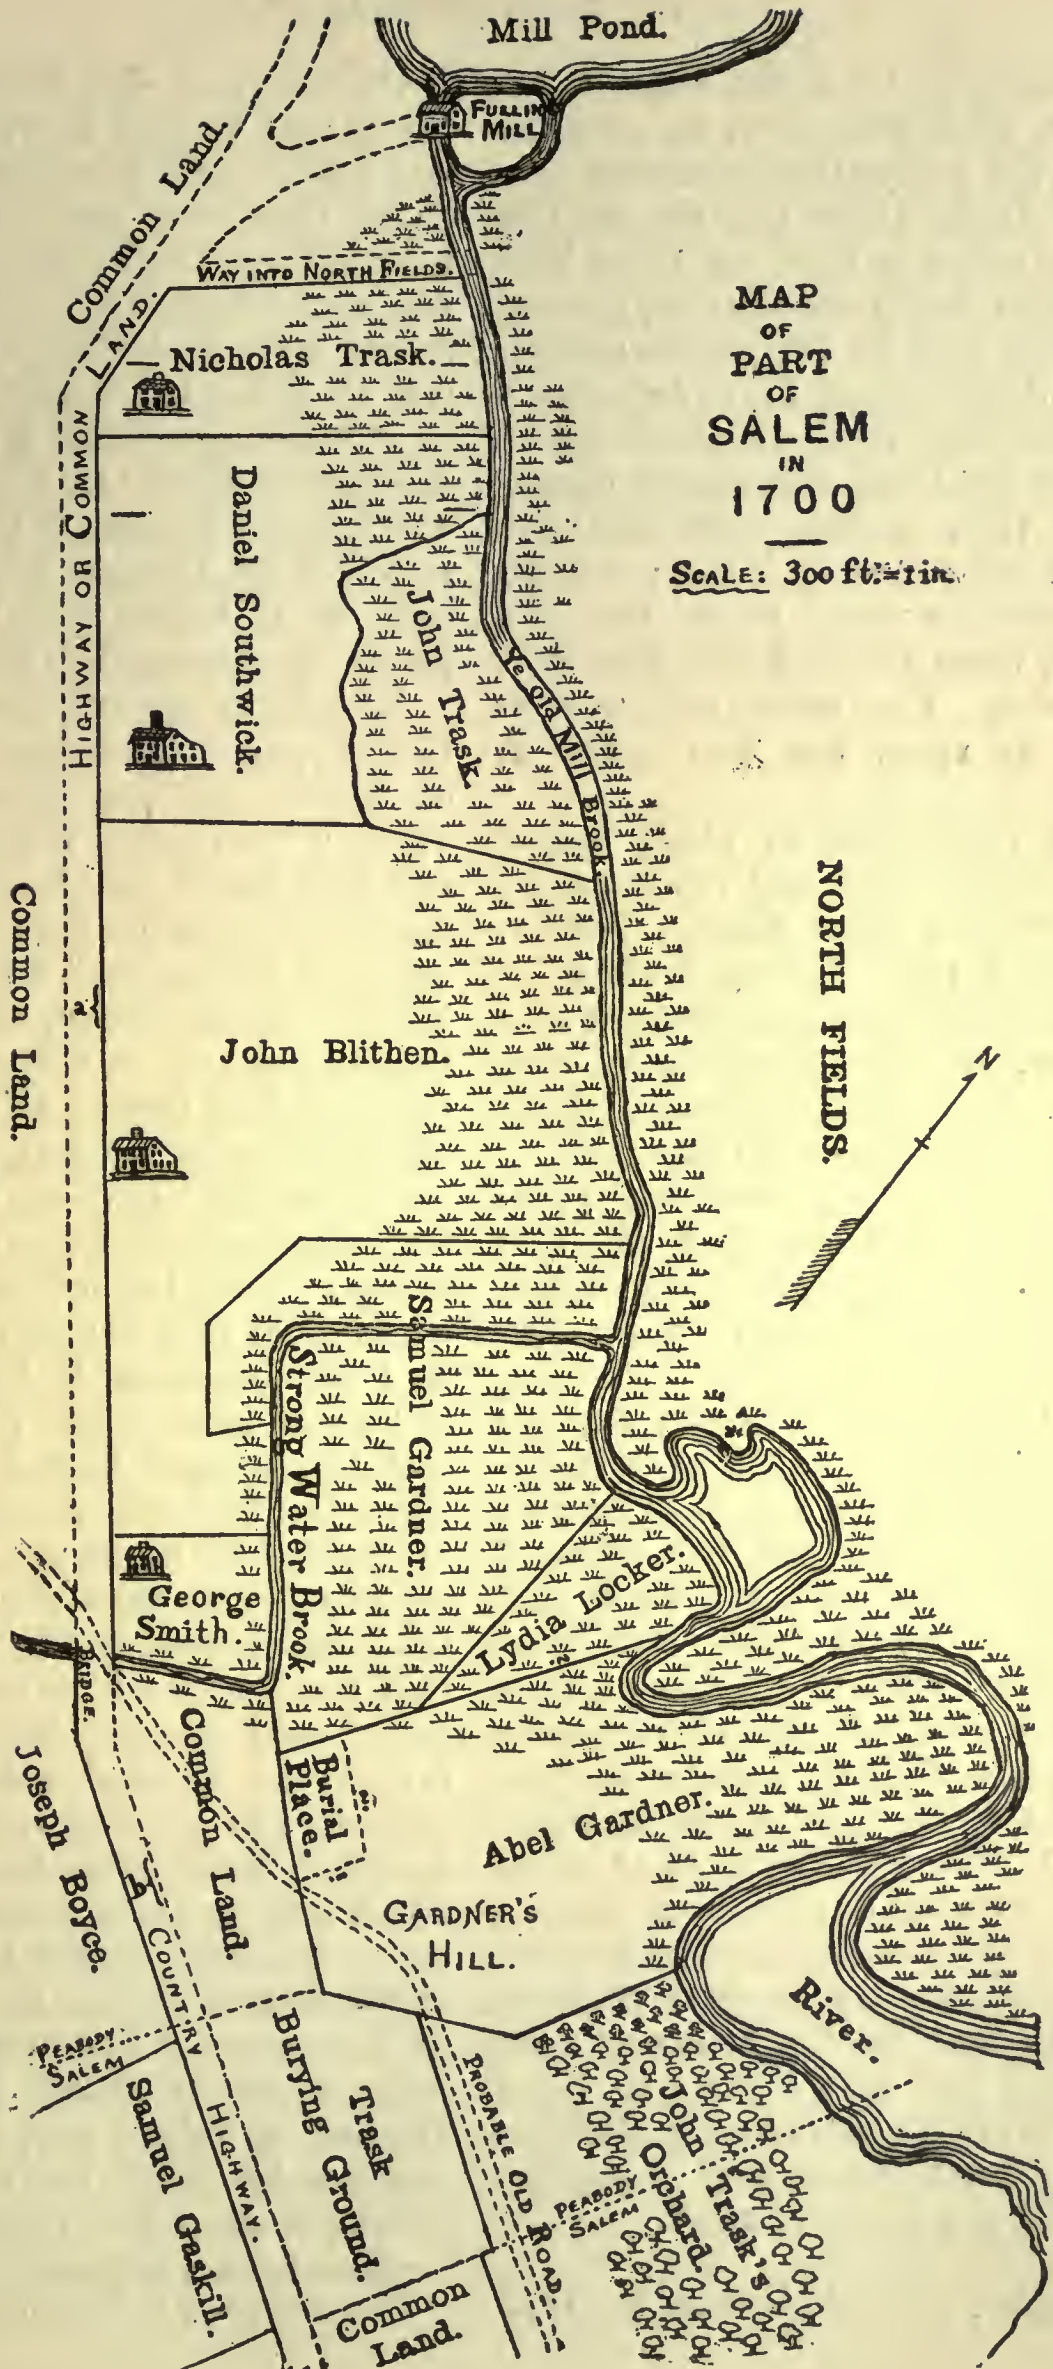 Mill Pond.
FULLING
MILL
Common Land.
WAY INTO NORTH FIELDS.
LAND.
Nicholas Trask.
MAP
OF
PART
OF
SALEM
IN
1700
SCALE: 300 ft. = 1 in.
HIGHWAY OR COMMON
Daniel Southwick.
John Trask.
Ye Old Mill Brook.
NORTH FIELDS.
Common Land.
a
John Blithen.
N
Samuel Gardner.
Strong Water Brook.
George
Smith.
Lydia Locker.
BRIDGE.
Common Land.
Joseph Boyce.
Burial
Place.
Abel Gardner.
GARDNER'S
HILL.
COUNTRY
HIGHWAY.
River.
PEABODY.
SALEM
Samuel Gaskill.
Trask
Burying Ground.
PROBABLE OLD ROAD.
John Trask's
Orchard.
PEABODY
SALEM
Common
Land.